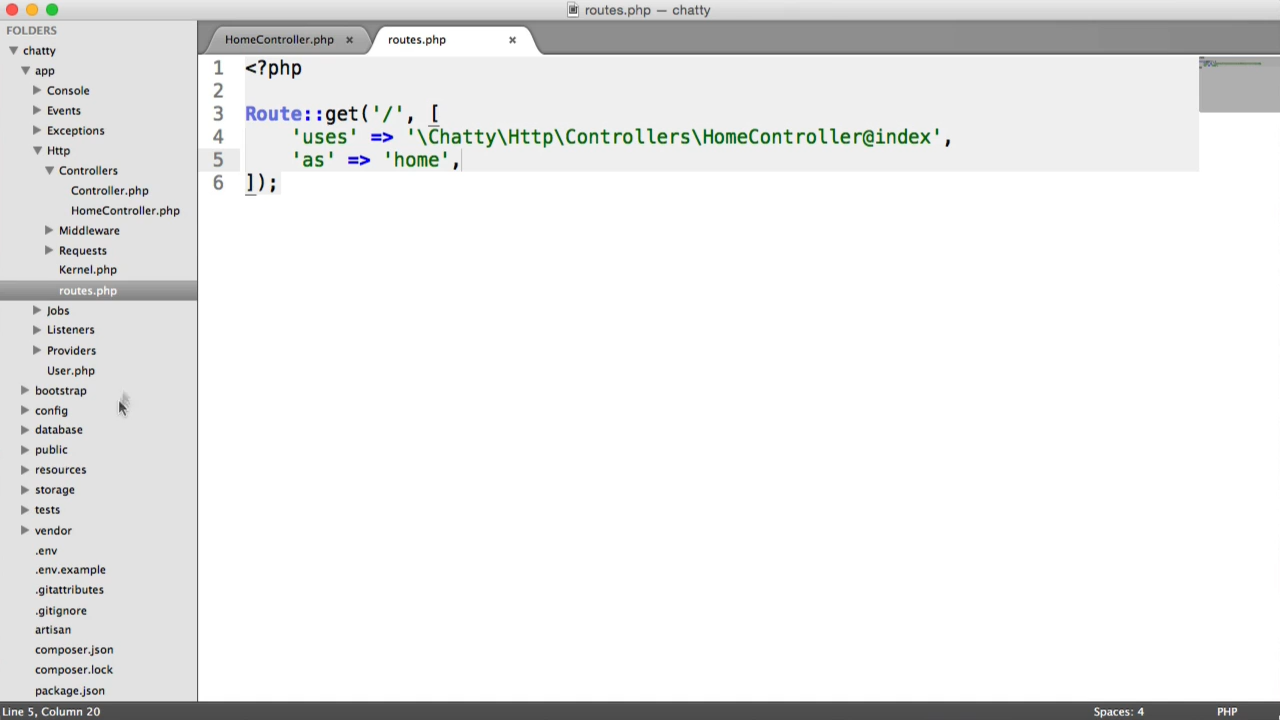 routes.php — chatty
FOLDERS
chatty
app
Console
Events
Exceptions
Http
Controllers
Controller.php
HomeController.php
Middleware
Requests
Kernel.php
routes.php
Jobs
Listeners
Providers
User.php
bootstrap
config
database
public
resources
storage
tests
vendor
.env
.env.example
.gitattributes
.gitignore
artisan
composer.json
composer.lock
package.json
HomeController.php ×
routes.php ×
1 <?php
2
3 Route::get('/', [
4 'uses' => '\Chatty\Http\Controllers\HomeController@index',
5 'as' => 'home',
6 ]);
Line 5, Column 20
Spaces: 4
PHP